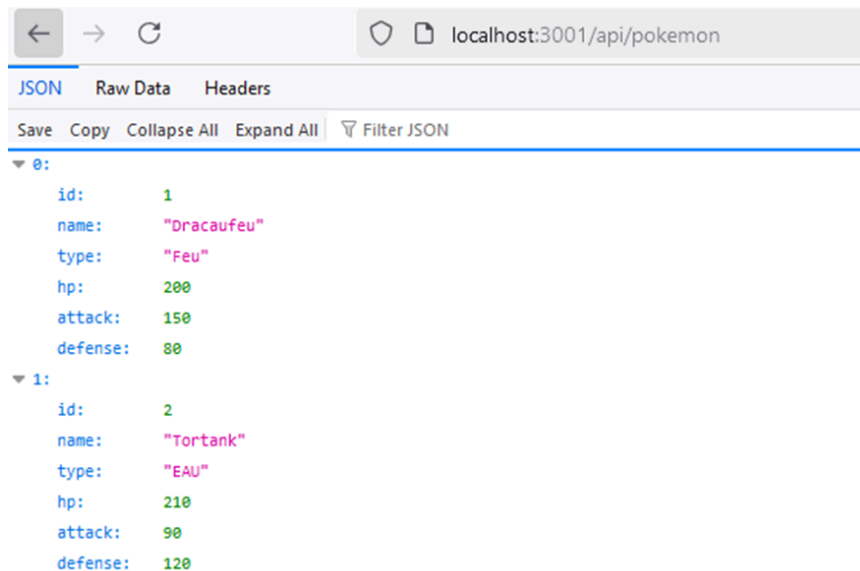 localhost:3001/api/pokemon
JSON Raw Data Headers
Save Copy Collapse All Expand All Filter JSON
0:
id: 1
name: "Dracaufeu"
type: "Feu"
hp: 200
attack: 150
defense: 80
1:
id: 2
name: "Tortank"
type: "EAU"
hp: 210
attack: 90
defense: 120